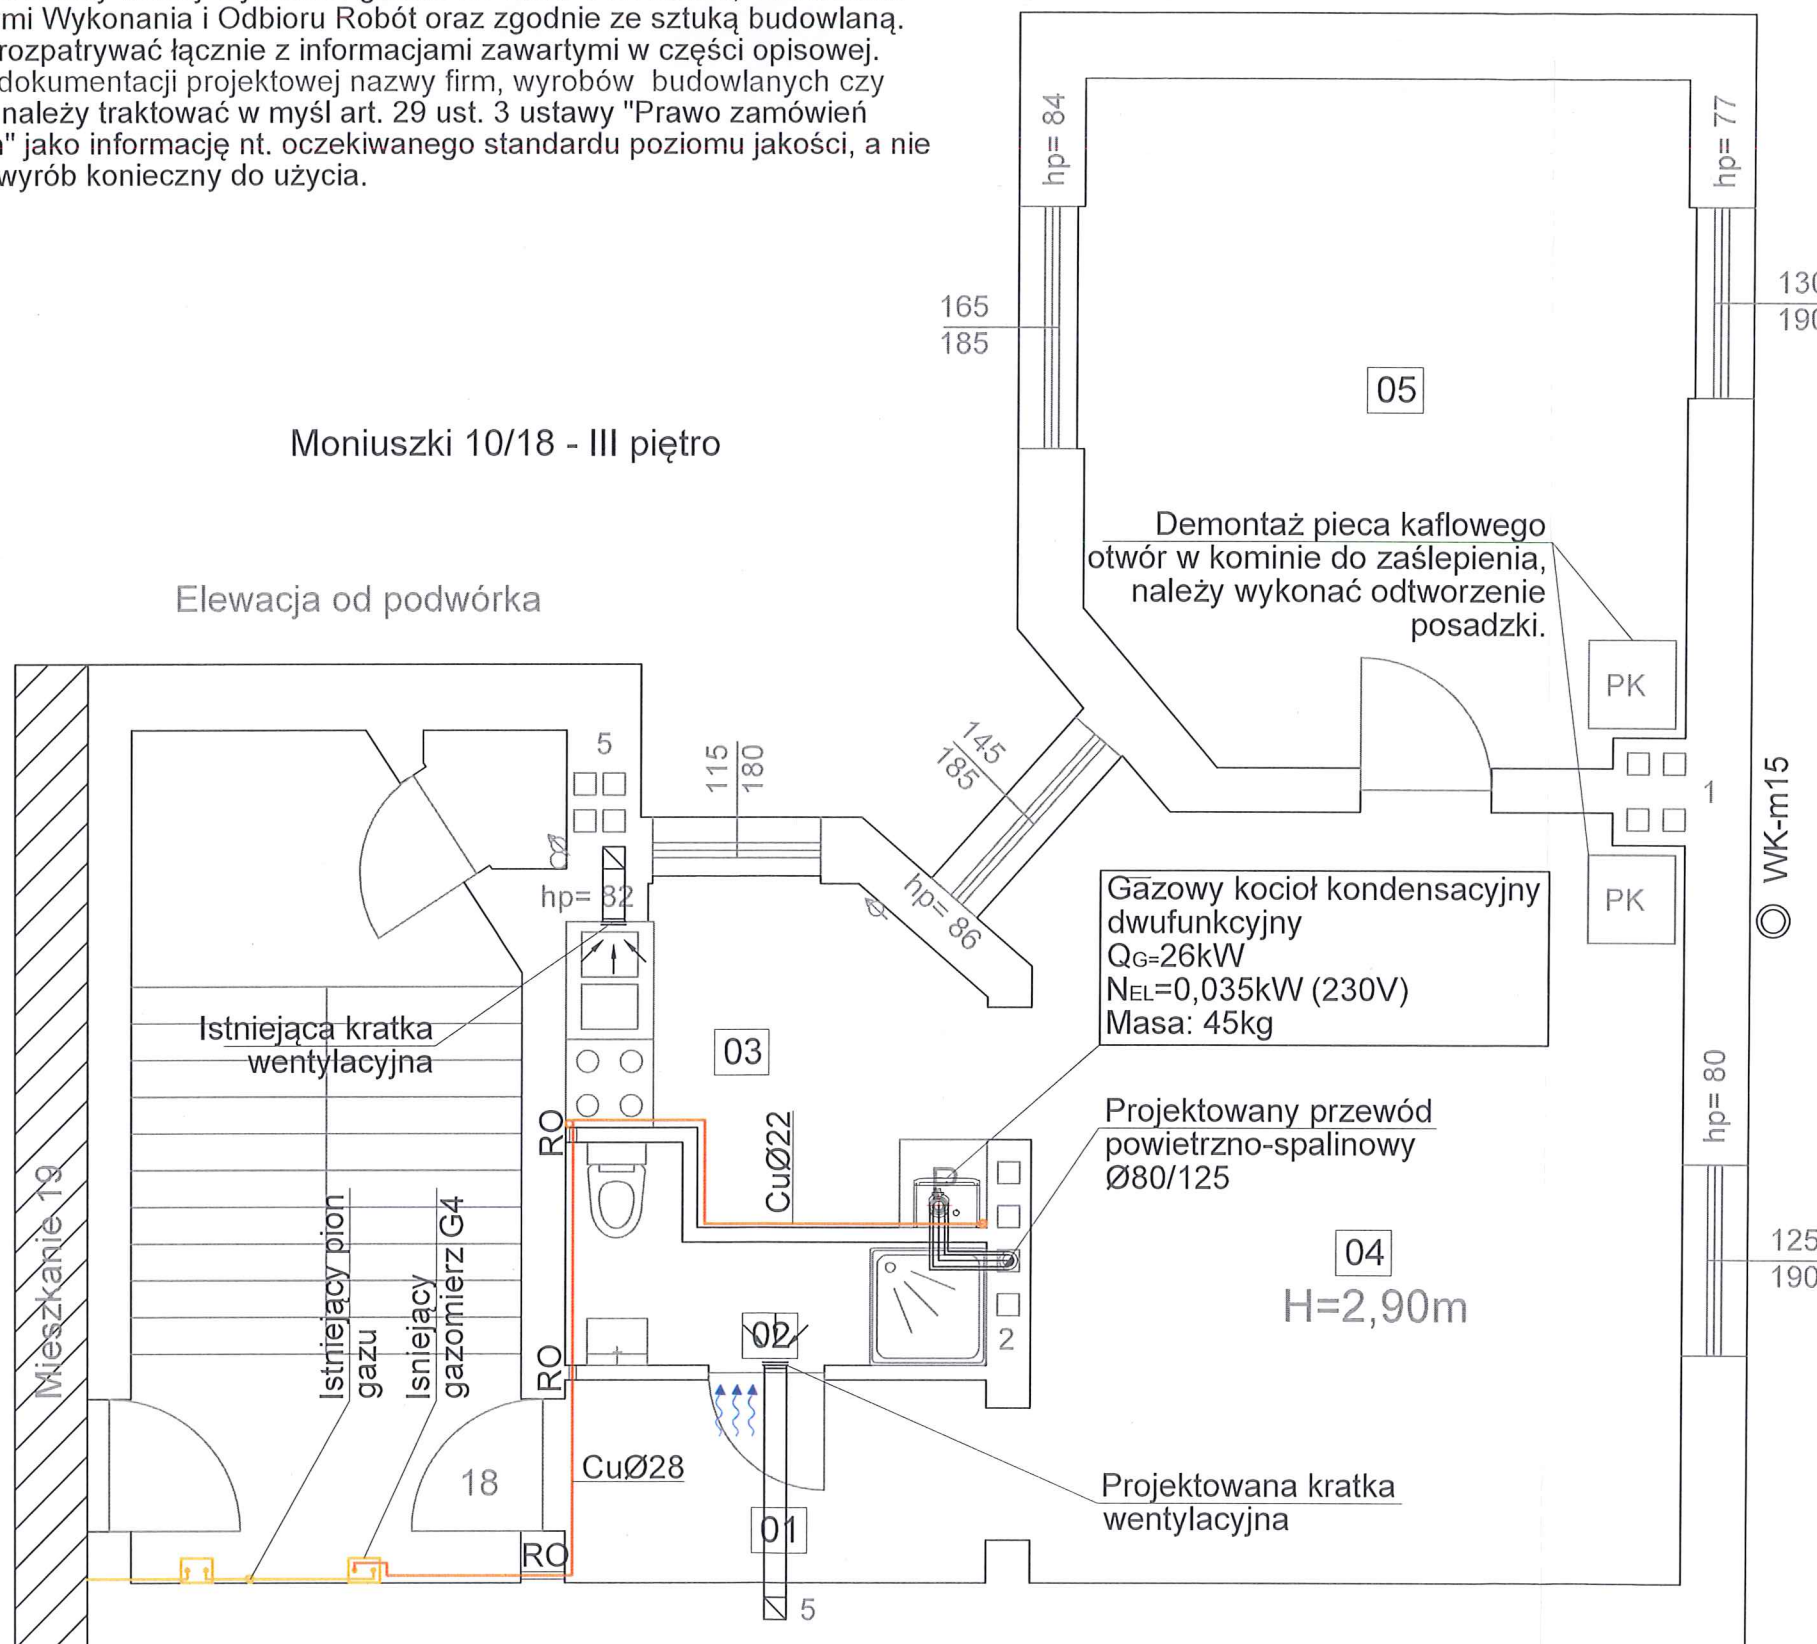 mi Wykonania i Odbioru Robót oraz zgodnie ze sztuką budowlaną.
rozpatrywać łącznie z informacjami zawartymi w części opisowej.
dokumentacji projektowej nazwy firm, wyrobów budowlanych czy
należy traktować w myśl art. 29 ust. 3 ustawy "Prawo zamówień
" jako informację nt. oczekiwanego standardu poziomu jakości, a nie
wyrób konieczny do użycia.
hp= 84
hp= 77
165
185
130
190
05
Moniuszki 10/18 - III piętro
Demontaż pieca kaflowego
otwór w kominie do zaślepienia,
należy wykonać odtworzenie
posadzki.
Elewacja od podwórka
PK
5
115
180
145
185
1
WK-m15
hp= 82
hp= 86
PK
Gazowy kocioł kondensacyjny
dwufunkcyjny
QG=26kW
NEL=0,035kW (230V)
Masa: 45kg
Istniejąca kratka
wentylacyjna
03
hp= 80
RO
CuØ22
Projektowany przewód
powietrzno-spalinowy
Ø80/125
Mieszkanie 19
Istniejący pion
gazu
Isniejący
gazomierz G4
04
H=2,90m
125
190
02
2
RO
18
CuØ28
Projektowana kratka
wentylacyjna
01
RO
5